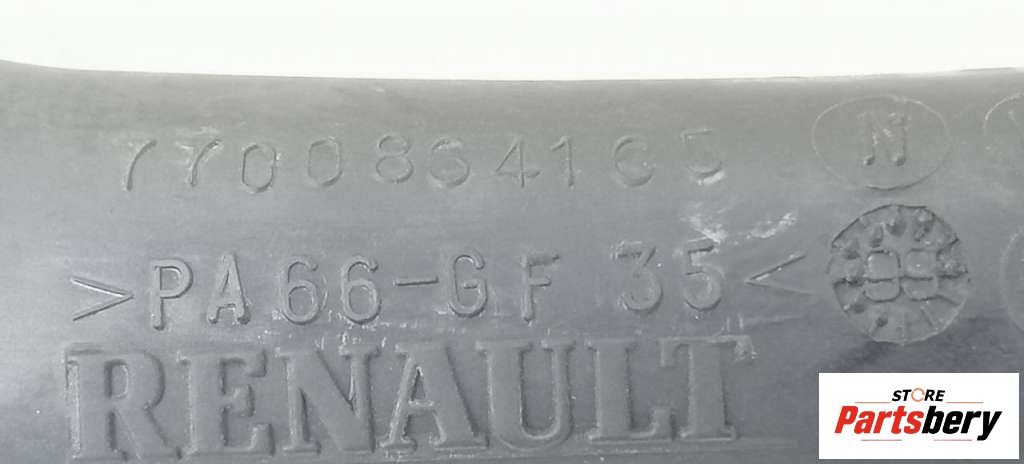 7700864165
N
>PA66-GF 35<
RENAULT
STORE
Partsbery